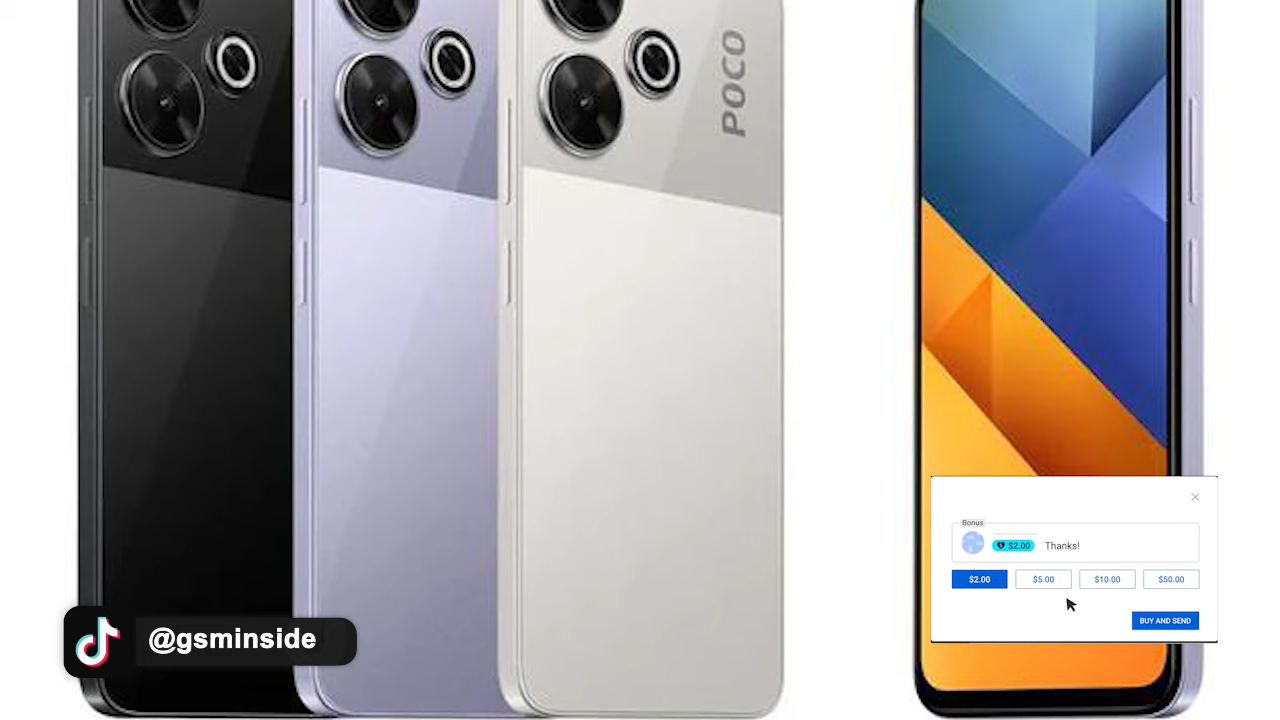 POCO
Bonus
$2.00 Thanks!
$2.00 $5.00 $10.00 $50.00
BUY AND SEND
@gsminside